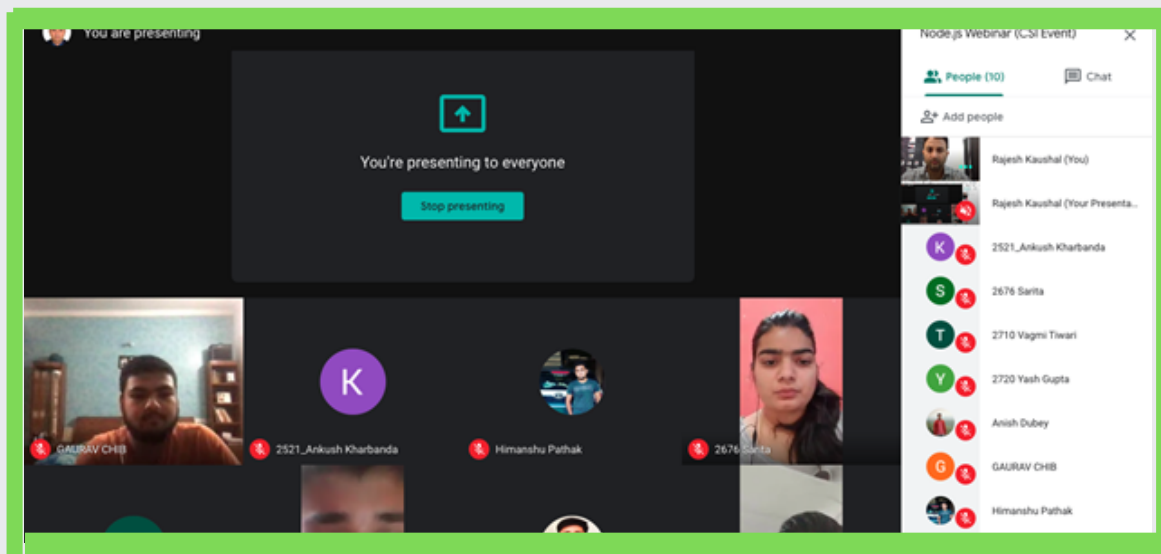 You are presenting
You're presenting to everyone
Stop presenting
GAURAV CHIB
K
2521_Ankush Kharbanda
Himanshu Pathak
2676 Sarita
Node.js Webinar (CSI Event)
People (10)
Chat
Add people
Rajesh Kaushal (You)
Rajesh Kaushal (Your Presenta...
K
2521_Ankush Kharbanda
S
2676 Sarita
T
2710 Vagmi Tiwari
Y
2720 Yash Gupta
Anish Dubey
G
GAURAV CHIB
Himanshu Pathak